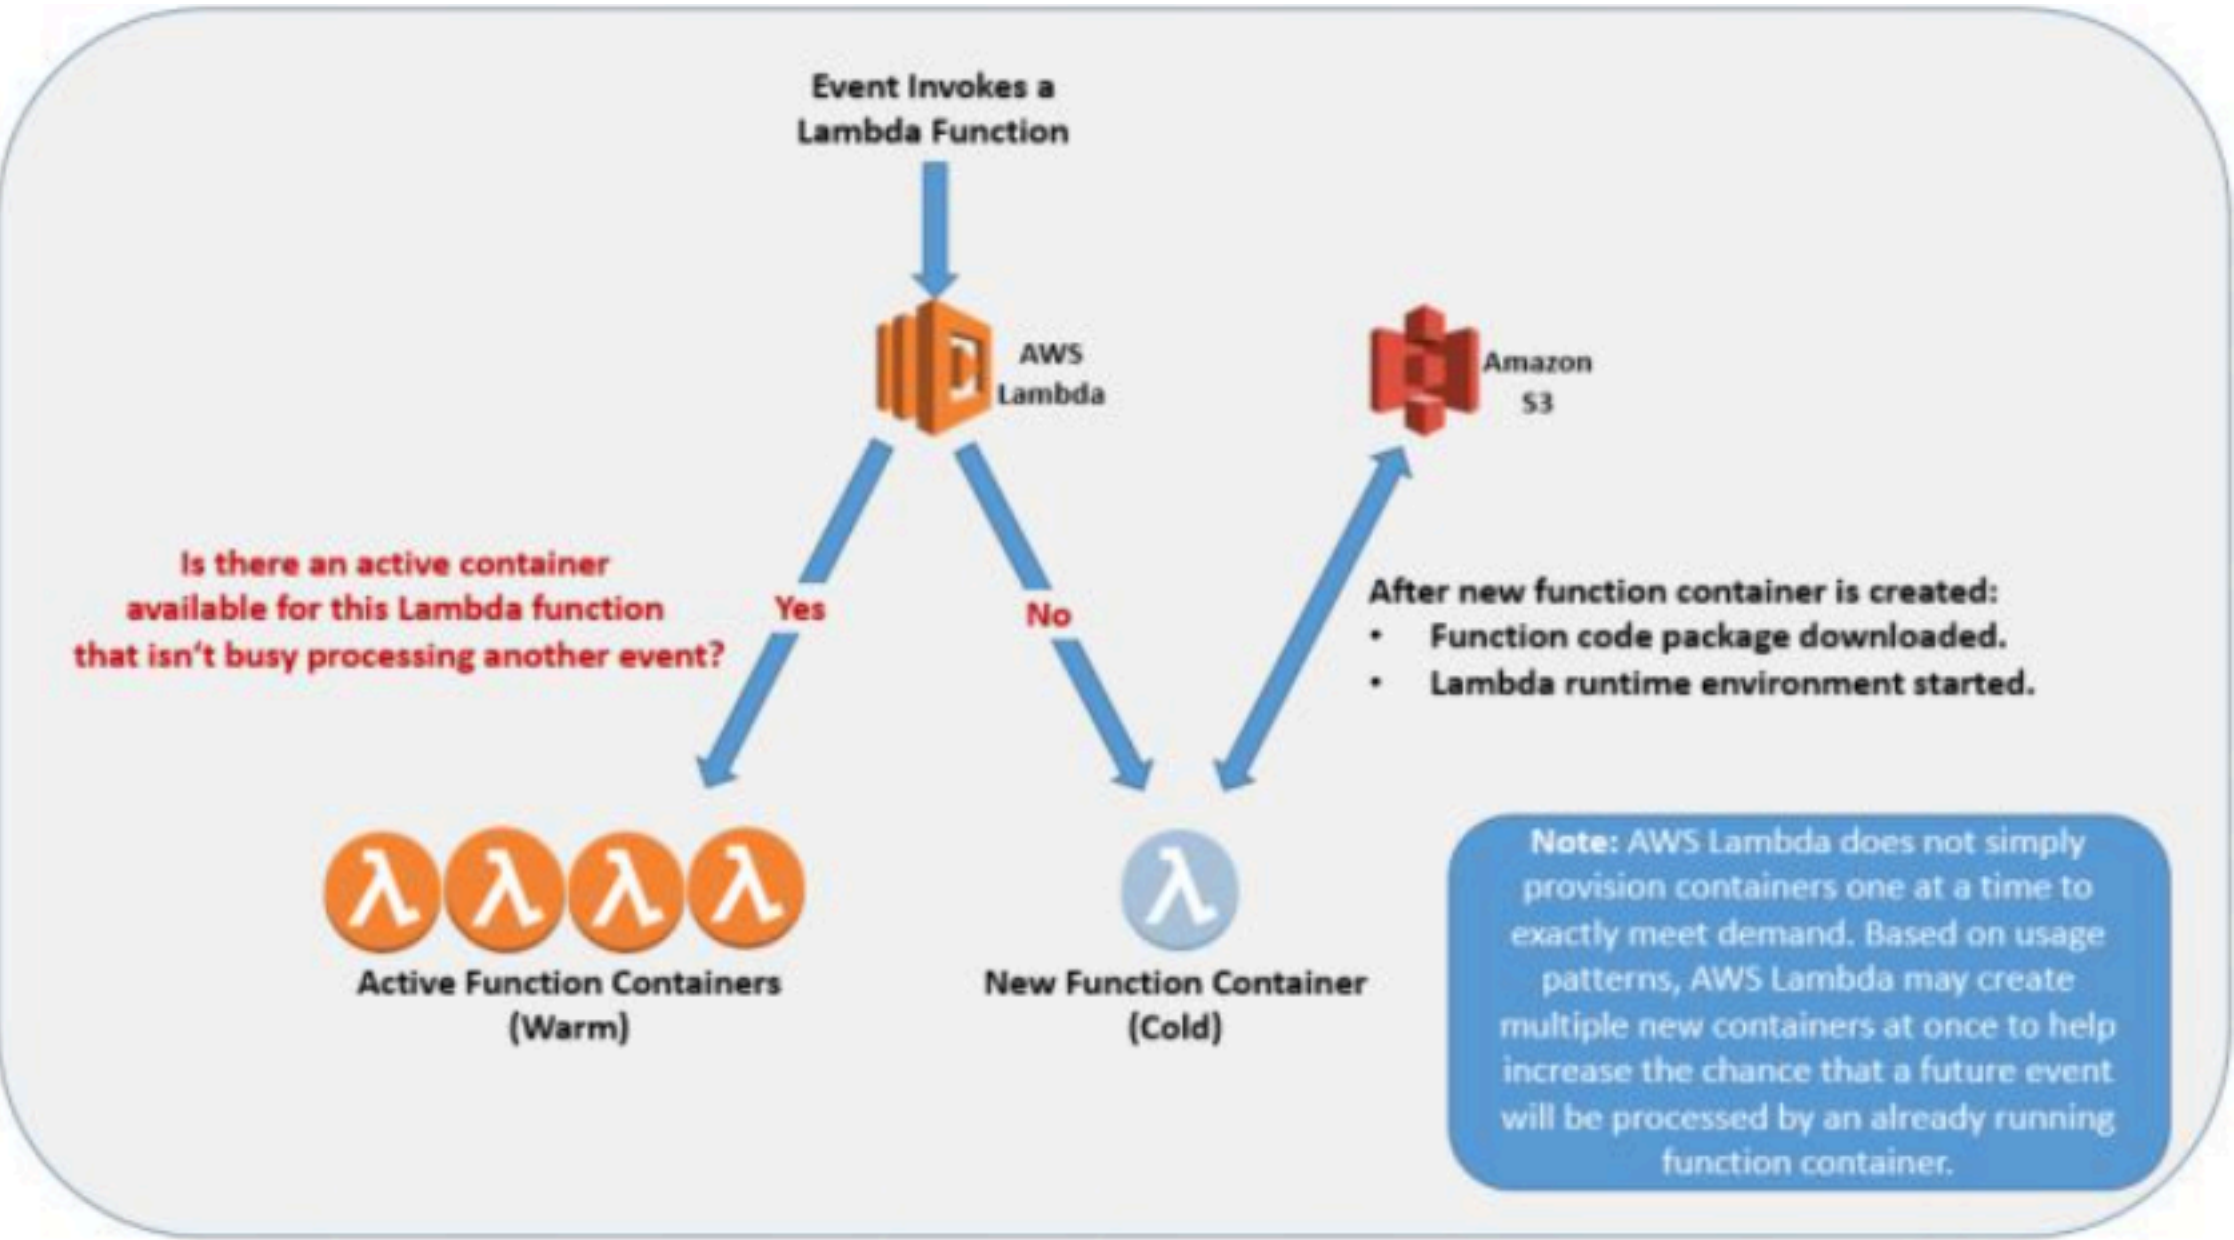 Event Invokes a
Lambda Function
AWS
Lambda
Amazon
S3
Is there an active container
available for this Lambda function
that isn't busy processing another event?
Yes
No
After new function container is created:
• Function code package downloaded.
• Lambda runtime environment started.
λ λ λ λ
Active Function Containers
(Warm)
λ
New Function Container
(Cold)
Note: AWS Lambda does not simply
provision containers one at a time to
exactly meet demand. Based on usage
patterns, AWS Lambda may create
multiple new containers at once to help
increase the chance that a future event
will be processed by an already running
function container.